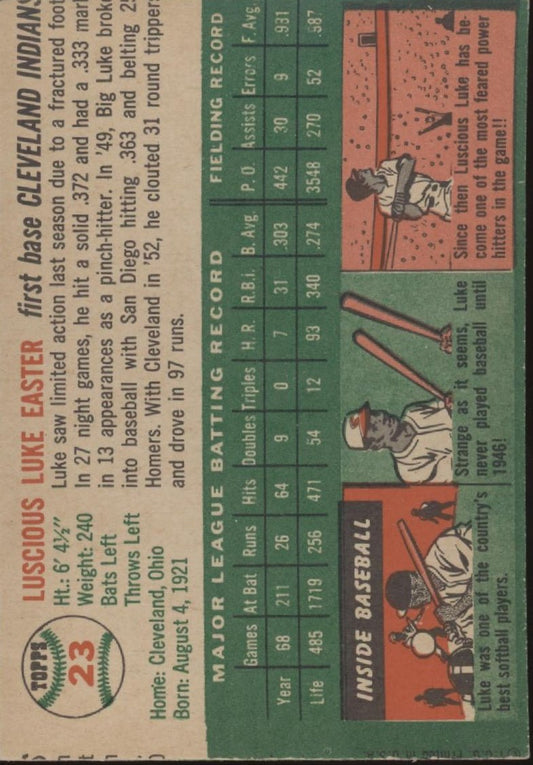 TOPPS
23
LUSCIOUS LUKE EASTER first base CLEVELAND INDIANS
Ht.: 6' 4½"
Weight: 240
Bats Left
Throws Left
Home: Cleveland, Ohio
Born: August 4, 1921
Luke saw limited action last season due to a fractured foot
In 27 night games, he hit a solid .372 and had a .333 mark
in 13 appearances as a pinch-hitter. In '49, Big Luke broke
into baseball with San Diego hitting .363 and belting 25
Homers. With Cleveland in '52, he clouted 31 round trippers
and drove in 97 runs.
MAJOR LEAGUE BATTING RECORD FIELDING RECORD
Games At Bat Runs Hits Doubles Triples H.R. R.B.i. B. Avg. P. O. Assists Errors F. Avg.
Year 68 211 26 64 9 0 7 31 .303 442 30 9 .931
Life 485 1719 256 471 54 12 93 340 .274 3548 270 52 .587
INSIDE BASEBALL
Luke was one of the country's
best softball players.
Strange as it seems, Luke
never played baseball until
1946!
Since then Luscious Luke has be-
come one of the most feared power
hitters in the game!!
T.C.G. Printed in U.S.A.